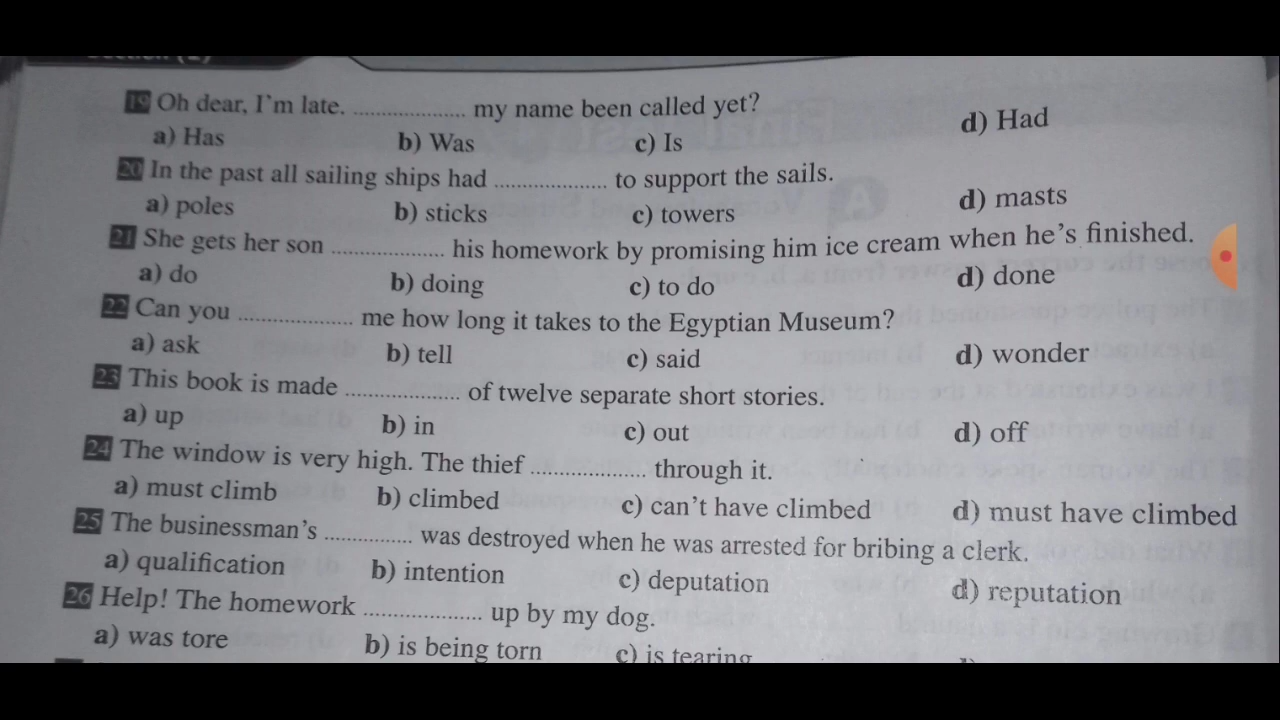 19 Oh dear, I'm late. .................... my name been called yet?
a) Has b) Was c) Is d) Had
20 In the past all sailing ships had .................... to support the sails.
a) poles b) sticks c) towers d) masts
21 She gets her son .................... his homework by promising him ice cream when he's finished.
a) do b) doing c) to do d) done
22 Can you .................... me how long it takes to the Egyptian Museum?
a) ask b) tell c) said d) wonder
23 This book is made .................... of twelve separate short stories.
a) up b) in c) out d) off
24 The window is very high. The thief .................... through it.
a) must climb b) climbed c) can't have climbed d) must have climbed
25 The businessman's ............... was destroyed when he was arrested for bribing a clerk.
a) qualification b) intention c) deputation d) reputation
26 Help! The homework .................... up by my dog.
a) was tore b) is being torn c) is tearing